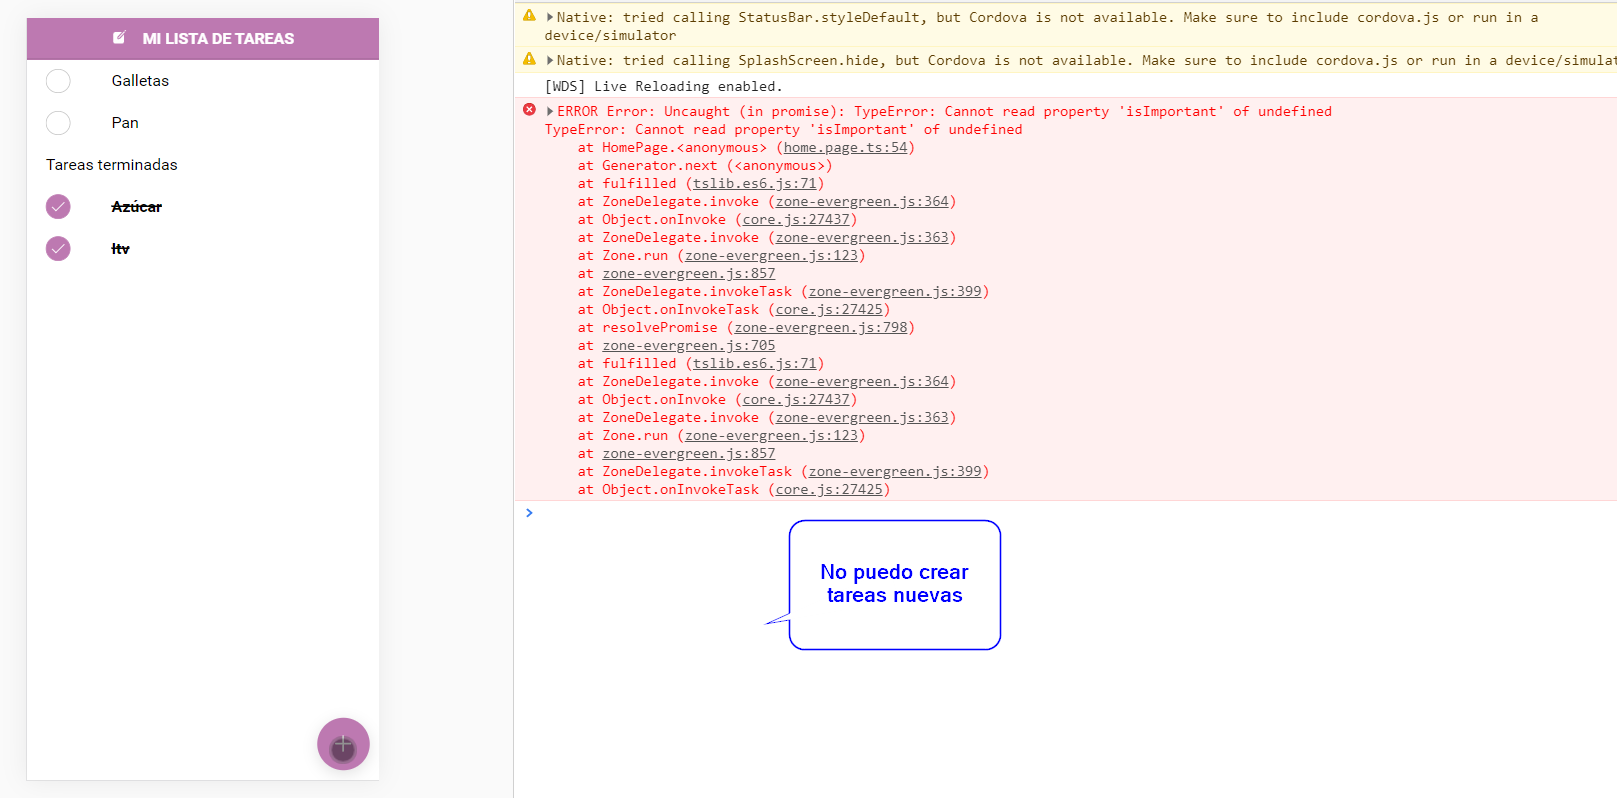 MI LISTA DE TAREAS
Galletas
Pan
Tareas terminadas
Azúcar
Itv
Native: tried calling StatusBar.styleDefault, but Cordova is not available. Make sure to include cordova.js or run in a
device/simulator
Native: tried calling SplashScreen.hide, but Cordova is not available. Make sure to include cordova.js or run in a device/simulat
[WDS] Live Reloading enabled.
ERROR Error: Uncaught (in promise): TypeError: Cannot read property 'isImportant' of undefined
TypeError: Cannot read property 'isImportant' of undefined
at HomePage.<anonymous> (home.page.ts:54)
at Generator.next (<anonymous>)
at fulfilled (tslib.es6.js:71)
at ZoneDelegate.invoke (zone-evergreen.js:364)
at Object.onInvoke (core.js:27437)
at ZoneDelegate.invoke (zone-evergreen.js:363)
at Zone.run (zone-evergreen.js:123)
at zone-evergreen.js:857
at ZoneDelegate.invokeTask (zone-evergreen.js:399)
at Object.onInvokeTask (core.js:27425)
at resolvePromise (zone-evergreen.js:798)
at zone-evergreen.js:705
at fulfilled (tslib.es6.js:71)
at ZoneDelegate.invoke (zone-evergreen.js:364)
at Object.onInvoke (core.js:27437)
at ZoneDelegate.invoke (zone-evergreen.js:363)
at Zone.run (zone-evergreen.js:123)
at zone-evergreen.js:857
at ZoneDelegate.invokeTask (zone-evergreen.js:399)
at Object.onInvokeTask (core.js:27425)
No puedo crear
tareas nuevas